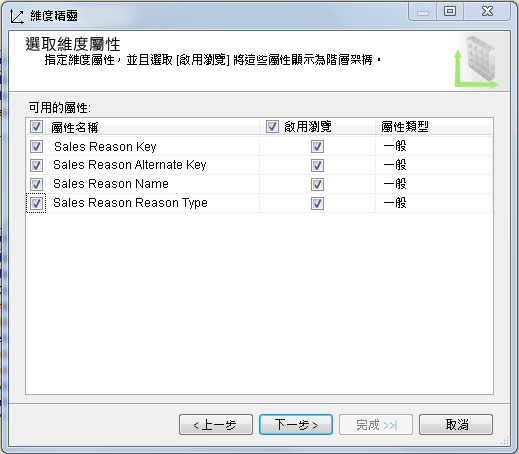 維度精靈
選取維度屬性
指定維度屬性，並且選取 [啟用瀏覽] 將這些屬性顯示為階層架構。
可用的屬性:
屬性名稱 啟用瀏覽 屬性類型
Sales Reason Key 一般
Sales Reason Alternate Key 一般
Sales Reason Name 一般
Sales Reason Reason Type 一般
< 上一步 下一步 > 完成 >>| 取消